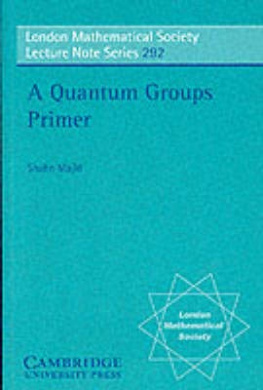 London Mathematical Society
Lecture Note Series 292
A Quantum Groups
Primer
Shahn Majid
London
Mathematical
Society
CAMBRIDGE
UNIVERSITY PRESS